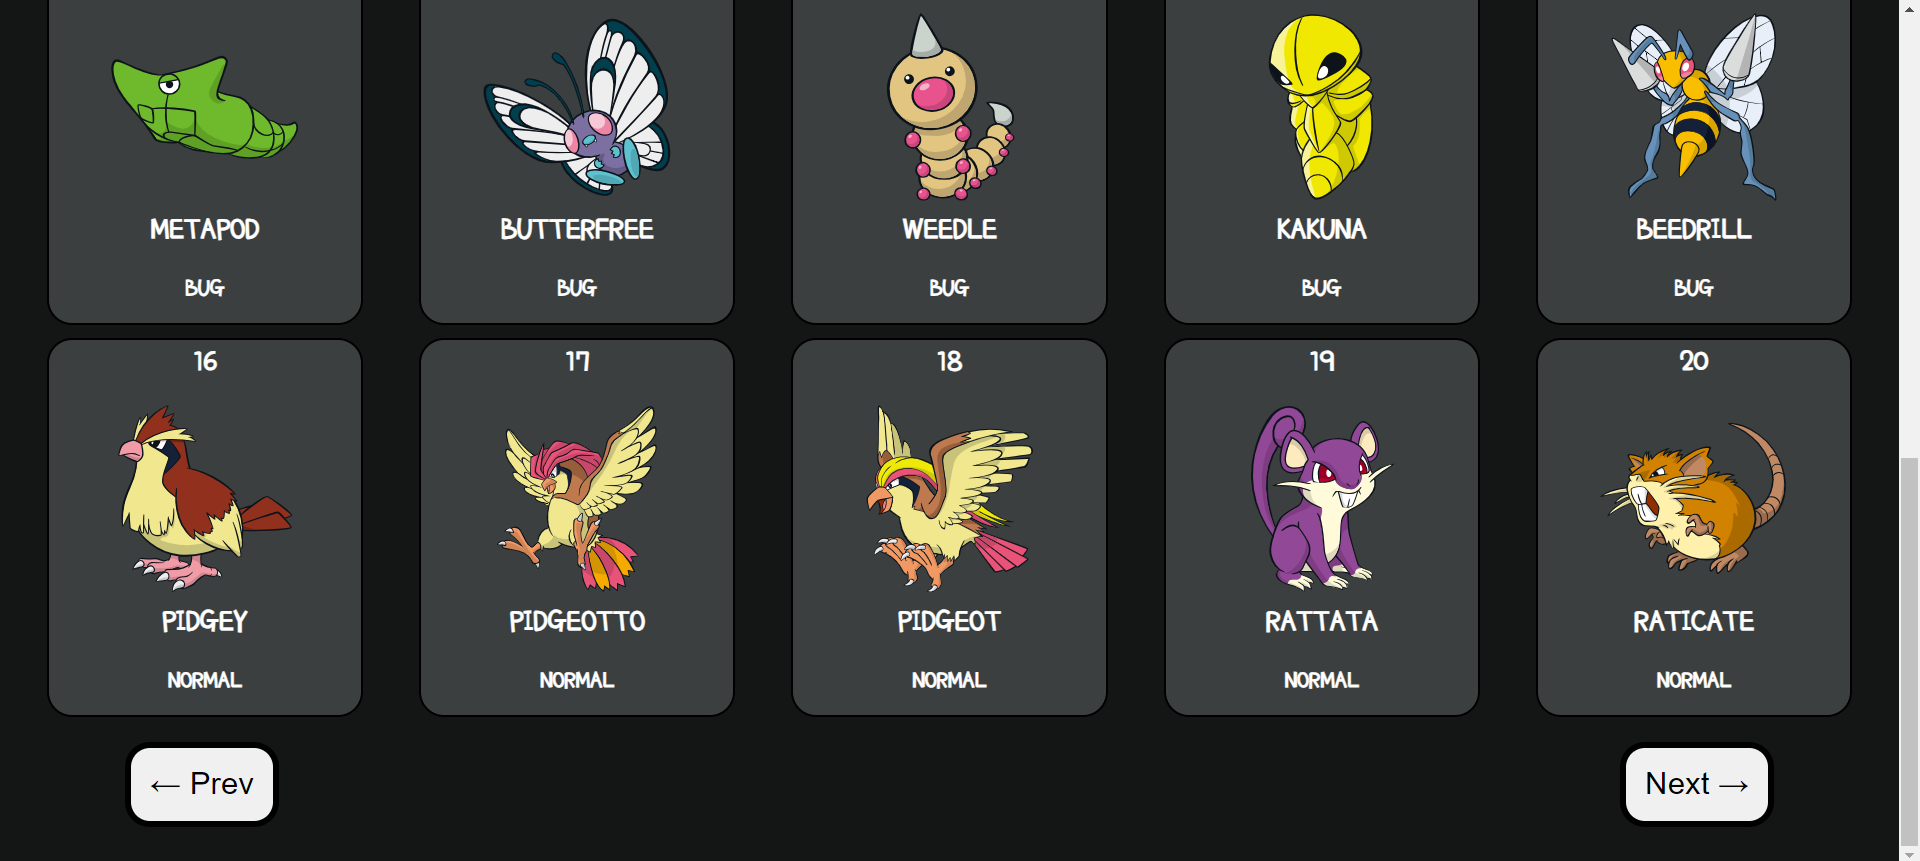 METAPOD
BUTTERFREE
WEEDLE
KAKUNA
BEEDRILL
BUG
BUG
BUG
BUG
BUG
16
17
18
19
20
PIDGEY
PIDGEOTTO
PIDGEOT
RATTATA
RATICATE
NORMAL
NORMAL
NORMAL
NORMAL
NORMAL
← Prev
Next →